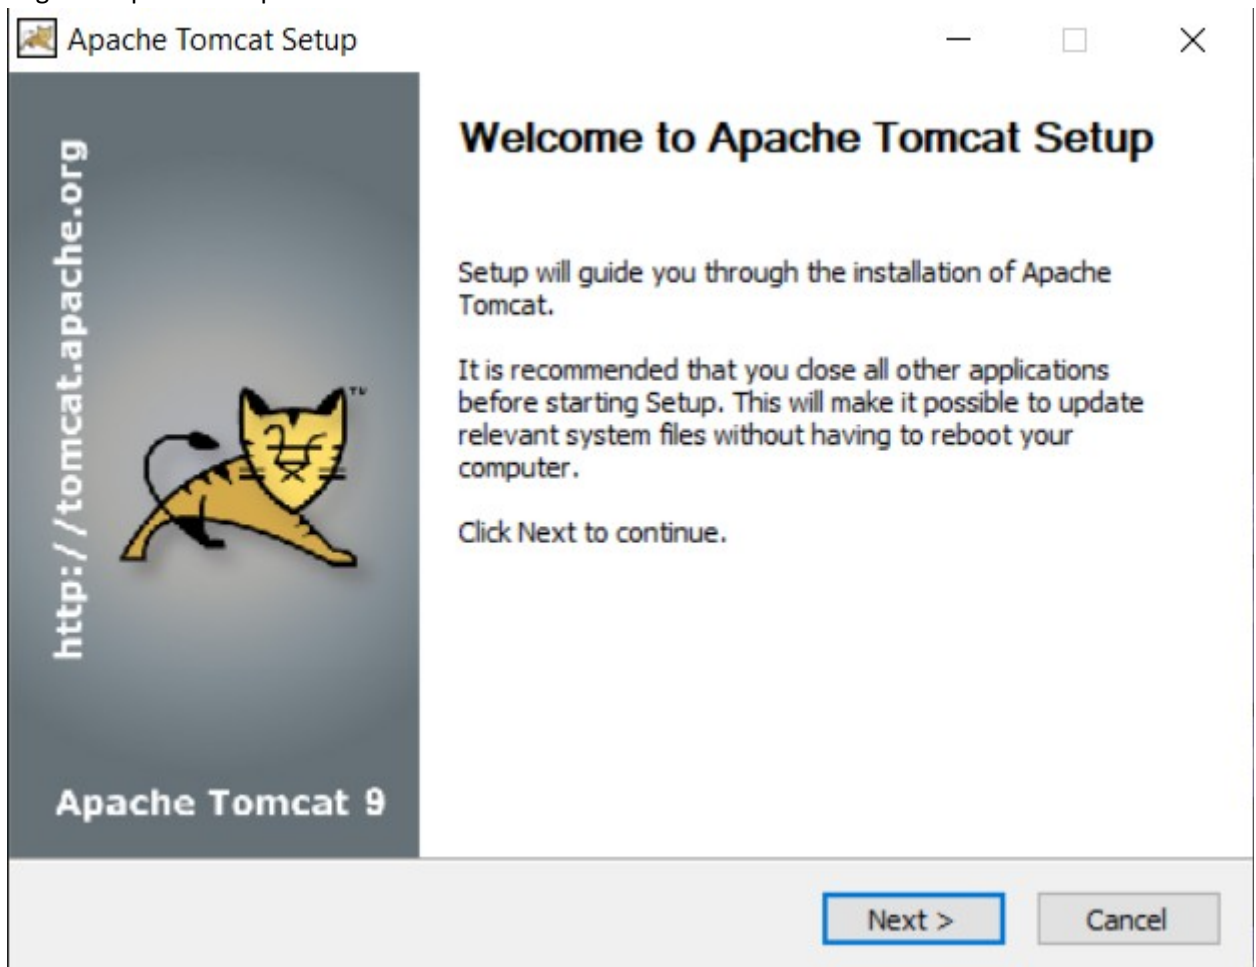 Apache Tomcat Setup
http://tomcat.apache.org
TM
Apache Tomcat 9
Welcome to Apache Tomcat Setup
Setup will guide you through the installation of Apache
Tomcat.
It is recommended that you close all other applications
before starting Setup. This will make it possible to update
relevant system files without having to reboot your
computer.
Click Next to continue.
Next >
Cancel